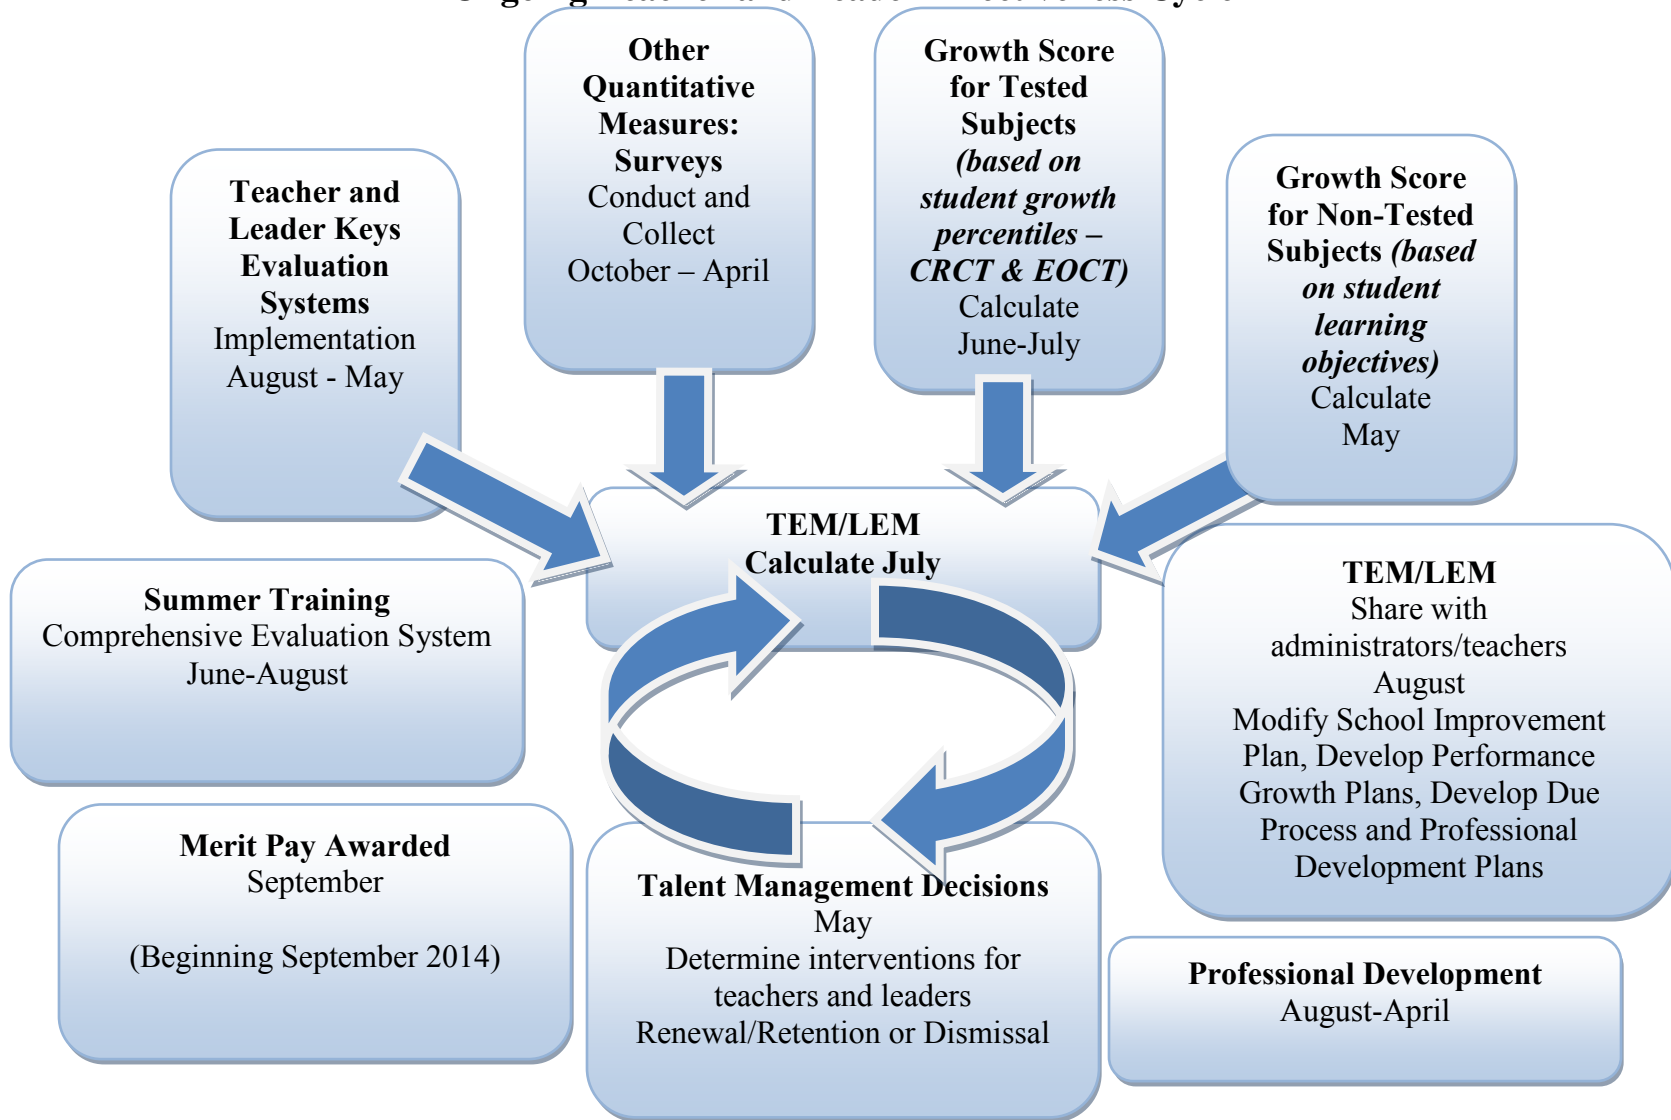 Other
Quantitative
Measures:
Surveys
Conduct and
Collect
October – April
Growth Score
for Tested
Subjects
(based on
student growth
percentiles –
CRCT & EOCT)
Calculate
June-July
Teacher and
Leader Keys
Evaluation
Systems
Implementation
August - May
Growth Score
for Non-Tested
Subjects (based
on student
learning
objectives)
Calculate
May
TEM/LEM
Calculate July
Summer Training
Comprehensive Evaluation System
June-August
TEM/LEM
Share with
administrators/teachers
August
Modify School Improvement
Plan, Develop Performance
Growth Plans, Develop Due
Process and Professional
Development Plans
Merit Pay Awarded
September
(Beginning September 2014)
Talent Management Decisions
May
Determine interventions for
teachers and leaders
Renewal/Retention or Dismissal
Professional Development
August-April